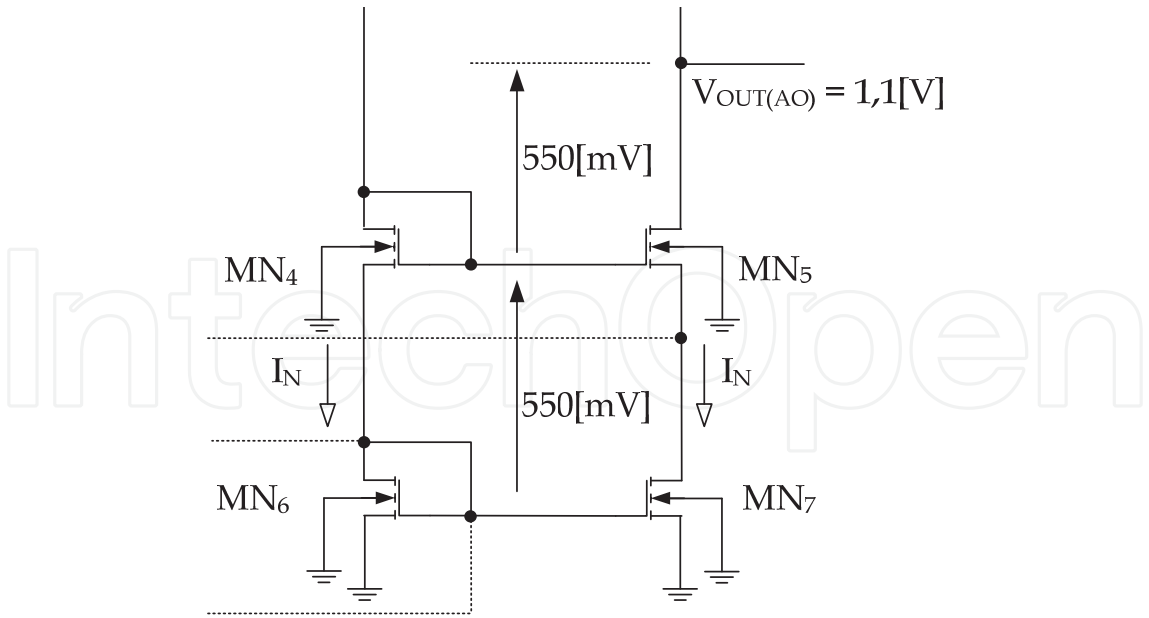 V_OUT(AO) = 1,1[V]
550[mV]
MN₄
MN₅
I_N
I_N
550[mV]
MN₆
MN₇
IntechOpen